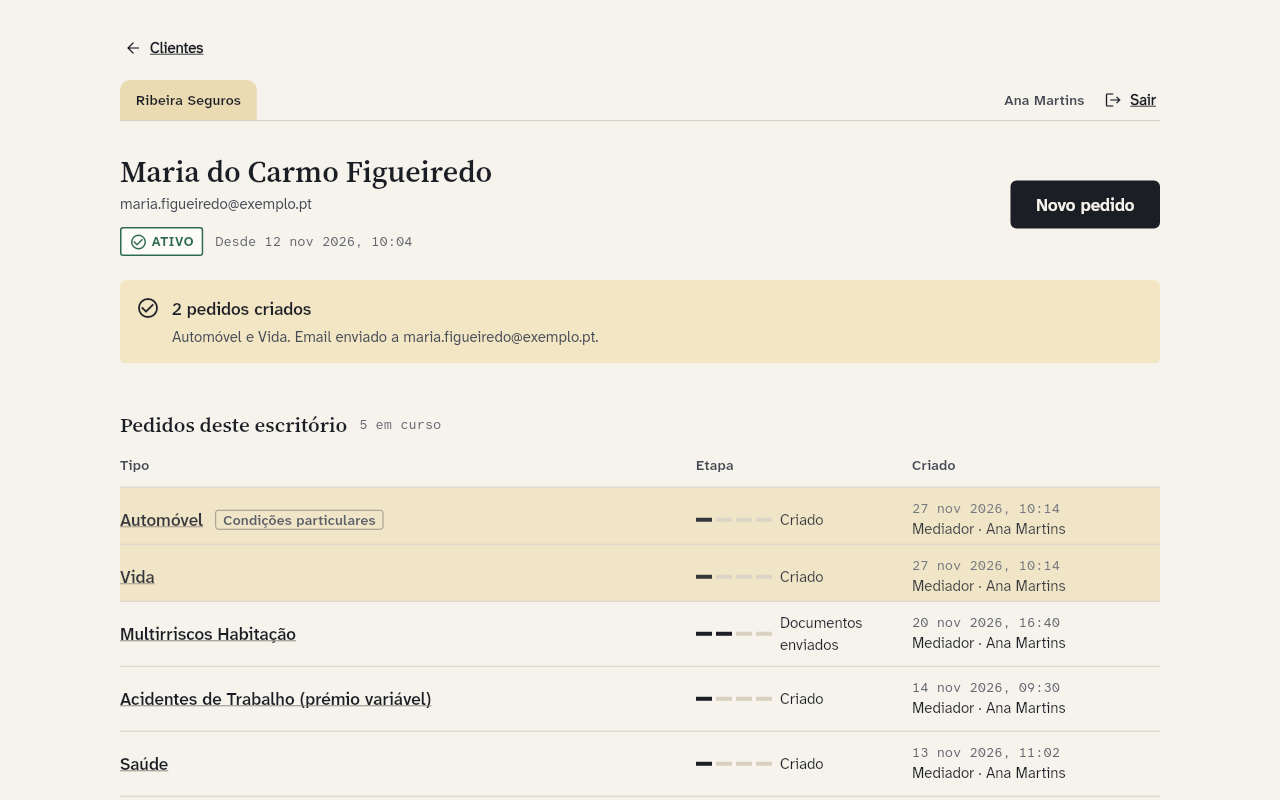 Clientes
Ribeira Seguros
Ana Martins
Sair
Maria do Carmo Figueiredo
maria.figueiredo@exemplo.pt
Novo pedido
ATIVO
Desde 12 nov 2026, 10:04
2 pedidos criados
Automóvel e Vida. Email enviado a maria.figueiredo@exemplo.pt.
Pedidos deste escritório 5 em curso
Tipo Etapa Criado
Automóvel Condições particulares Criado 27 nov 2026, 10:14
Mediador · Ana Martins
Vida Criado 27 nov 2026, 10:14
Mediador · Ana Martins
Multirriscos Habitação Documentos enviados 20 nov 2026, 16:40
Mediador · Ana Martins
Acidentes de Trabalho (prémio variável) Criado 14 nov 2026, 09:30
Mediador · Ana Martins
Saúde Criado 13 nov 2026, 11:02
Mediador · Ana Martins